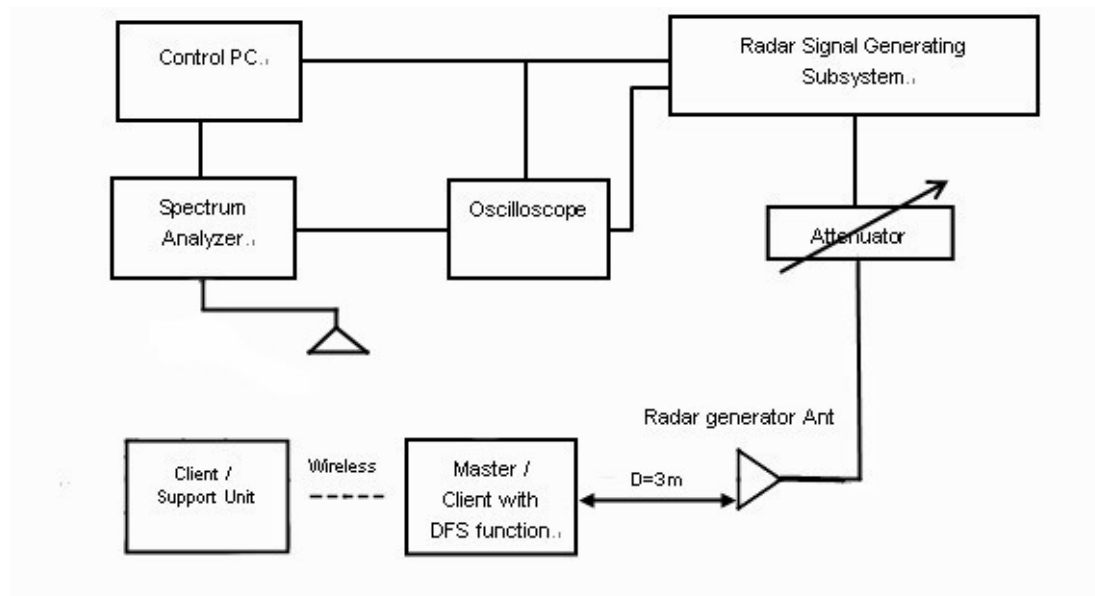 Control PC
Radar Signal Generating
Subsystem
Spectrum
Analyzer
Oscilloscope
Attenuator
Radar generator Ant
Client /
Support Unit
Wireless
Master /
Client with
DFS function
D=3m